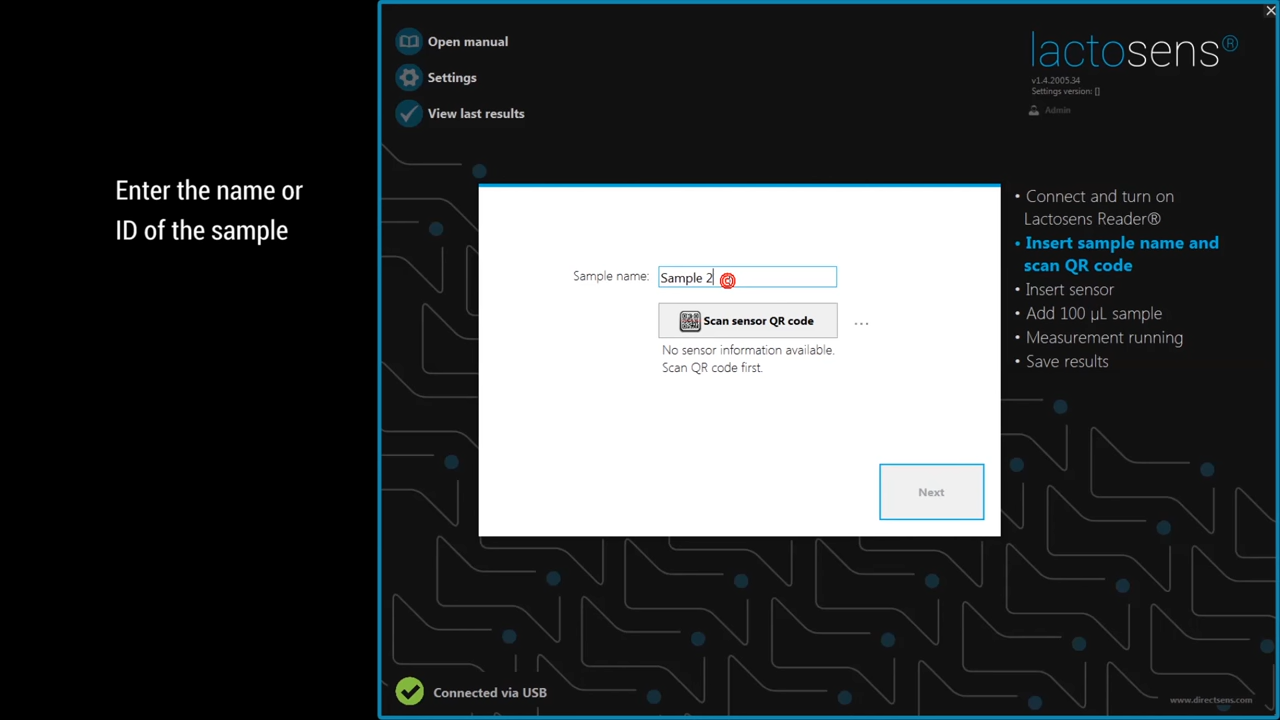 Enter the name or
ID of the sample
Open manual
Settings
View last results
lactosens®
v1.4.2005.34
Settings version: []
Admin
Sample name:
Sample 2
Scan sensor QR code
...
No sensor information available.
Scan QR code first.
Next
• Connect and turn on
Lactosens Reader®
• Insert sample name and
scan QR code
• Insert sensor
• Add 100 µL sample
• Measurement running
• Save results
Connected via USB
www.directsens.com